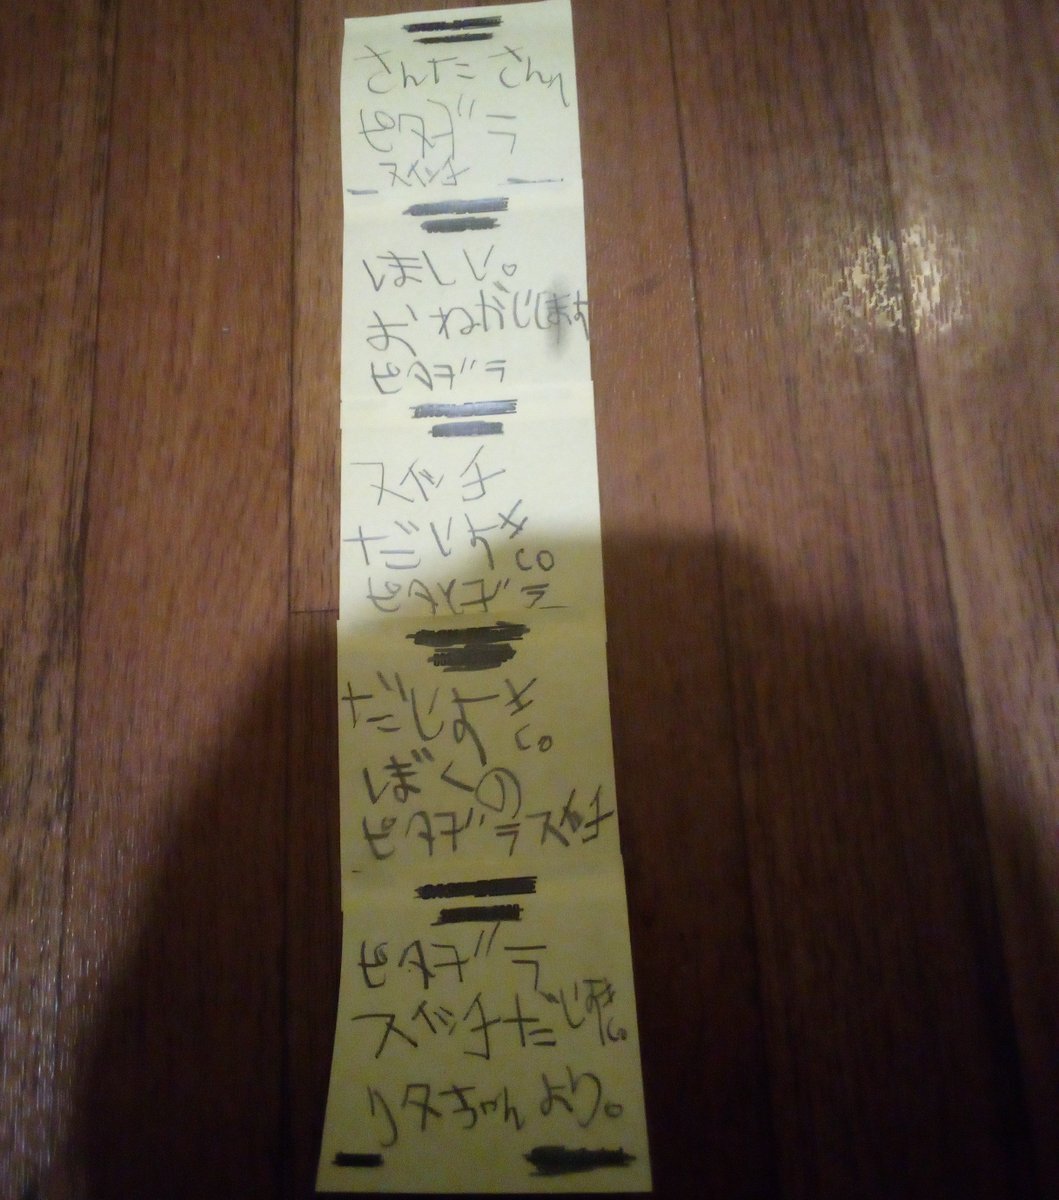 さんたさんへ
ピタゴラ
スイッチ
ほしい。
おねがいします
ピタゴラ
スイッチ
だいすき。
ピタゴラ
だいすき。
ぼくの
ピタゴラスイッチ
ピタゴラ
スイッチだいすき。
りタちゃんより。